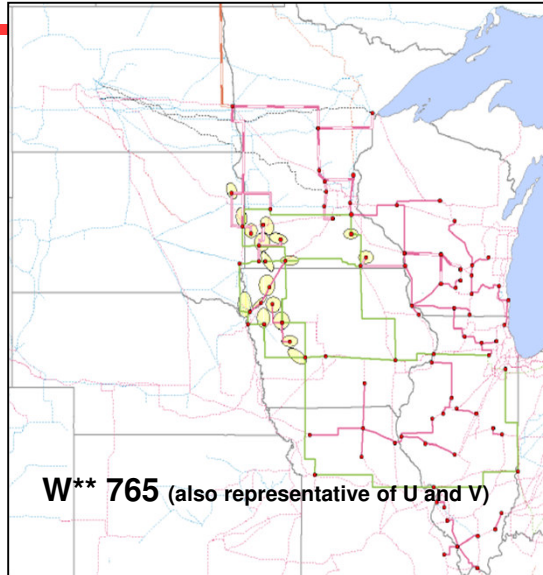 W** 765 (also representative of U and V)